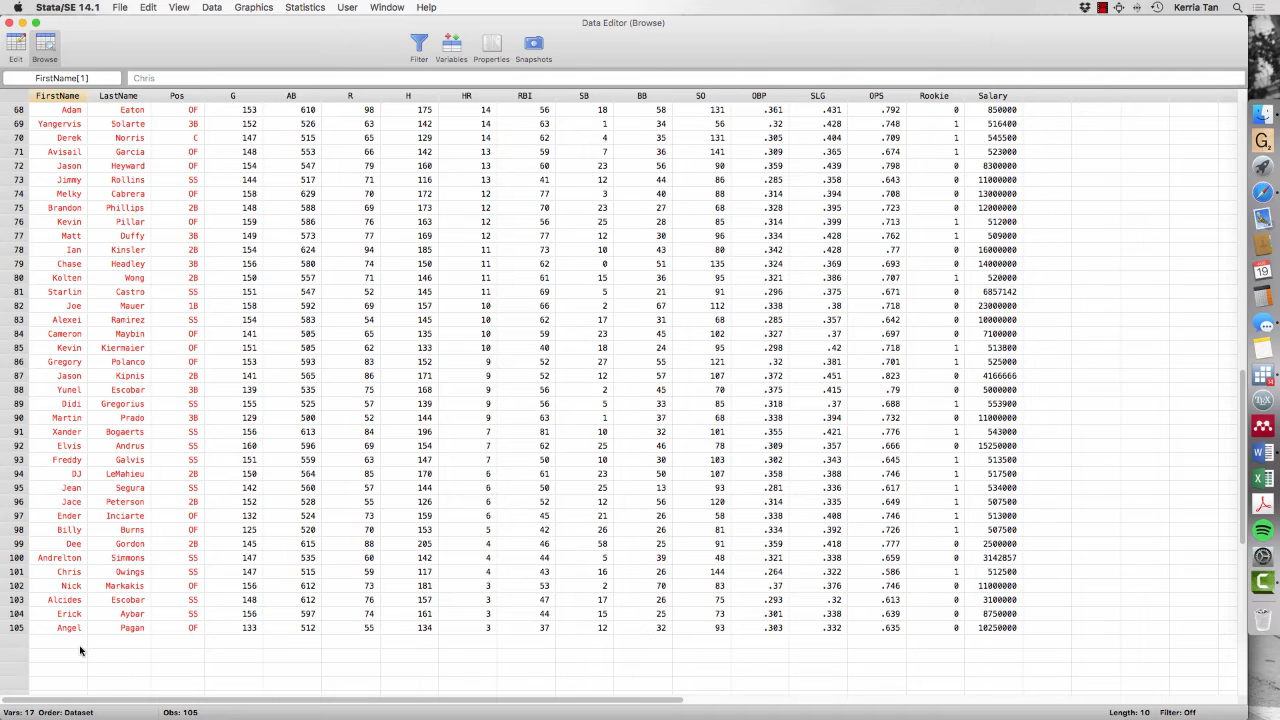 Stata/SE 14.1 File Edit View Data Graphics Statistics User Window Help Kerria Tan
Data Editor (Browse)
Edit Browse Filter Variables Properties Snapshots
FirstName[1] Chris
FirstName LastName Pos G AB R H HR RBI SB BB SO OBP SLG OPS Rookie Salary
68 Adam Eaton OF 153 610 98 175 14 56 18 58 131 .361 .431 .792 0 850000
69 Yangervis Solarte 3B 152 526 63 142 14 63 1 34 56 .32 .428 .748 1 516400
70 Derek Norris C 147 515 65 129 14 62 4 35 131 .305 .404 .709 1 545500
71 Avisail Garcia OF 148 553 66 142 13 59 7 36 141 .309 .365 .674 1 523000
72 Jason Heyward OF 154 547 79 160 13 60 23 56 90 .359 .439 .798 0 8300000
73 Jimmy Rollins SS 144 517 71 116 13 41 12 44 86 .285 .358 .643 0 11000000
74 Melky Cabrera OF 158 629 70 172 12 77 3 40 88 .314 .394 .708 0 13000000
75 Brandon Phillips 2B 148 588 69 173 12 70 23 27 68 .328 .395 .723 0 12000000
76 Kevin Pillar OF 159 586 76 163 12 56 25 28 85 .314 .399 .713 1 512000
77 Matt Duffy 3B 149 573 77 169 12 77 12 30 96 .334 .428 .762 1 509000
78 Ian Kinsler 2B 154 624 94 185 11 73 10 43 80 .342 .428 .77 0 16000000
79 Chase Headley 3B 156 580 74 150 11 62 0 51 135 .324 .369 .693 0 14000000
80 Kolten Wong 2B 150 557 71 146 11 61 15 36 95 .321 .386 .707 1 520000
81 Starlin Castro SS 151 547 52 145 11 69 5 21 91 .296 .375 .671 0 6857142
82 Joe Mauer 1B 158 592 69 157 10 66 2 67 112 .338 .38 .718 0 23000000
83 Alexei Ramirez SS 154 583 54 145 10 62 17 31 68 .285 .357 .642 0 10000000
84 Cameron Maybin OF 141 505 65 135 10 59 23 45 102 .327 .37 .697 0 7100000
85 Kevin Kiermaier OF 151 505 62 133 10 40 18 24 95 .298 .42 .718 1 513800
86 Gregory Polanco OF 153 593 83 152 9 52 27 55 121 .32 .381 .701 1 525000
87 Jason Kipnis 2B 141 565 86 171 9 52 12 57 107 .372 .451 .823 0 4166666
88 Yunel Escobar 3B 139 535 75 168 9 56 2 45 70 .375 .415 .79 0 5000000
89 Didi Gregorius SS 155 525 57 139 9 56 5 33 85 .318 .37 .688 1 553900
90 Martin Prado 3B 129 500 52 144 9 63 1 37 68 .338 .394 .732 0 11000000
91 Xander Bogaerts SS 156 613 84 196 7 81 10 32 101 .355 .421 .776 1 543000
92 Elvis Andrus SS 160 596 69 154 7 62 25 46 78 .309 .357 .666 0 15250000
93 Freddy Galvis SS 151 559 63 147 7 50 10 30 103 .302 .343 .645 1 513500
94 DJ LeMahieu 2B 150 564 85 170 6 61 23 50 107 .358 .388 .746 1 517500
95 Jean Segura SS 142 560 57 144 6 50 25 13 93 .281 .336 .617 1 534000
96 Jace Peterson 2B 152 528 55 126 6 52 12 56 120 .314 .335 .649 1 507500
97 Ender Inciarte OF 132 524 73 159 6 45 21 26 58 .338 .408 .746 1 513000
98 Billy Burns OF 125 520 70 153 5 42 26 26 81 .334 .392 .726 1 507500
99 Dee Gordon 2B 145 615 88 205 4 46 58 25 91 .359 .418 .777 0 2500000
100 Andrelton Simmons SS 147 535 60 142 4 44 5 39 48 .321 .338 .659 0 3142857
101 Chris Owings SS 147 515 59 117 4 43 16 26 144 .264 .322 .586 1 512500
102 Nick Markakis OF 156 612 73 181 3 53 2 70 83 .37 .376 .746 0 11000000
103 Alcides Escobar SS 148 612 76 157 3 47 17 26 75 .293 .32 .613 0 3100000
104 Erick Aybar SS 156 597 74 161 3 44 15 25 73 .301 .338 .639 0 8750000
105 Angel Pagan OF 133 512 55 134 3 37 12 32 93 .303 .332 .635 0 10250000
Vars: 17 Order: Dataset Obs: 105 Length: 10 Filter: Off